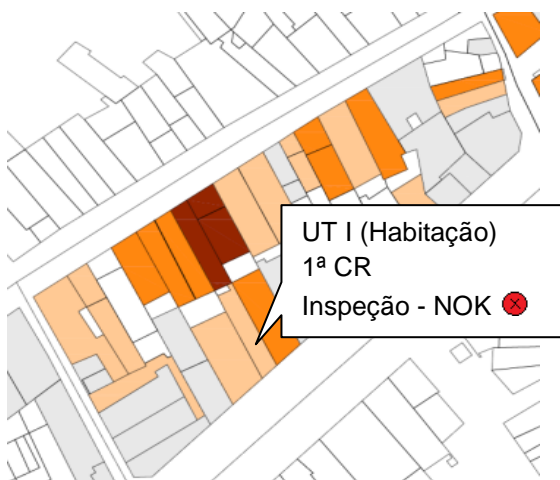 UT I (Habitação)
1ª CR
Inspeção - NOK